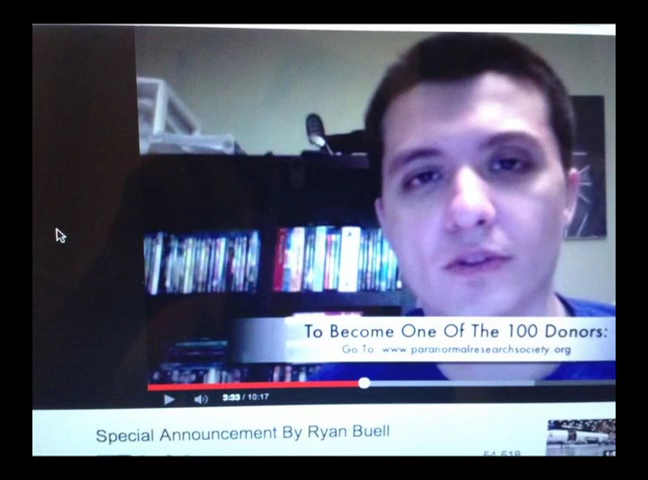 To Become One Of The 100 Donors:
Go To: www.paranormalresearchsociety.org
3:33 / 10:17
Special Announcement By Ryan Buell